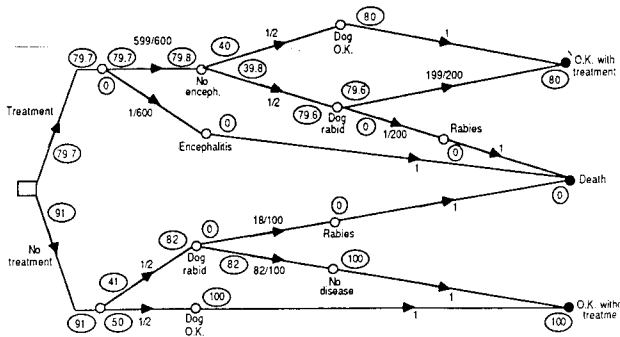 80
Dog
O.K.
1/2
1
79.7
79.7
599/600
79.8
40
O.K. with
treatment
80
0
No
enceph.
39.8
1/2
79.6
199/200
Treatment
1/600
0
Encephalitis
79.6
Dog
rabid
0
1/200
Rabies
0
1
79.7
1
Death
0
91
No
treatment
0
18/100
Rabies
1
82
Dog
rabid
82
82/100
100
No
disease
1
41
1/2
91
50
1/2
100
Dog
O.K.
1
100
O.K. witho
treatme